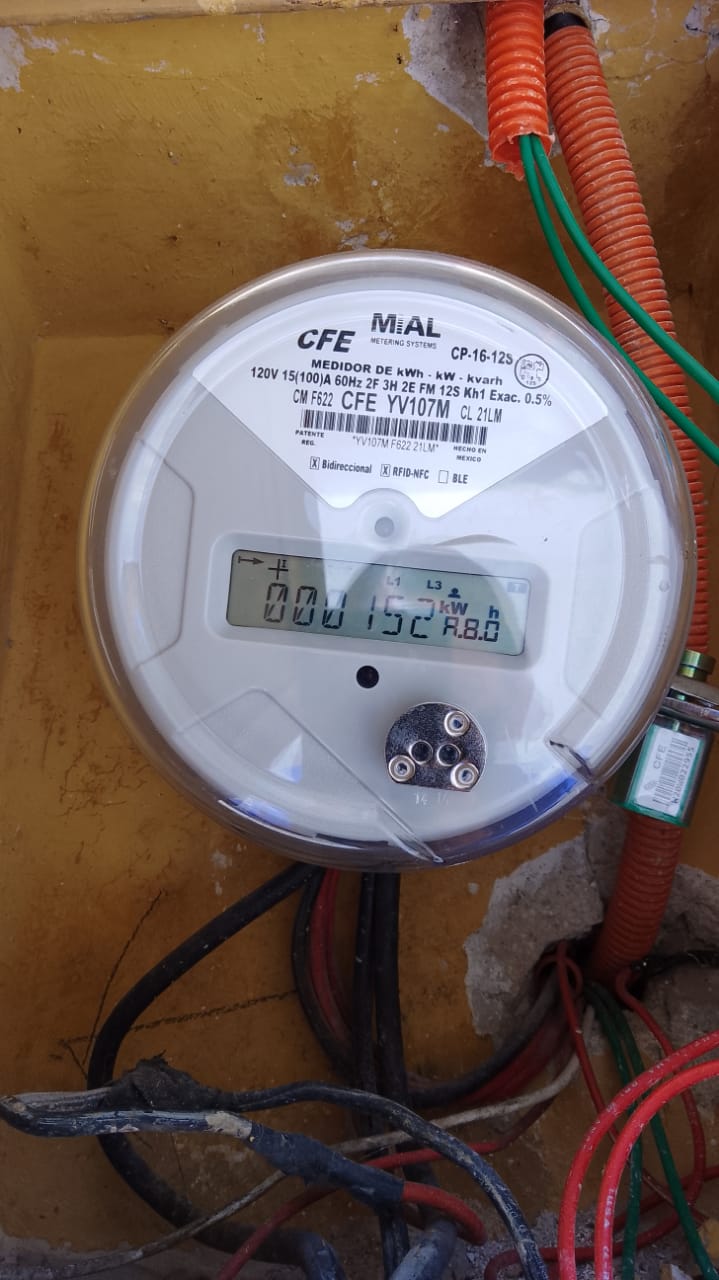 CFE
MIAL
METERING SYSTEMS
CP-16-12S
MEDIDOR DE kWh - kW - kvarh
120V 15(100)A 60Hz 2F 3H 2E FM 12S Kh1 Exac. 0.5%
CM F622 CFE YV107M CL 21LM
PATENTE
REG.
*YV107M F622 21LM*
HECHO EN
MEXICO
X Bidireccional X RFID-NFC BLE
L1 L3
000152 kW h
A.8.0
CFE